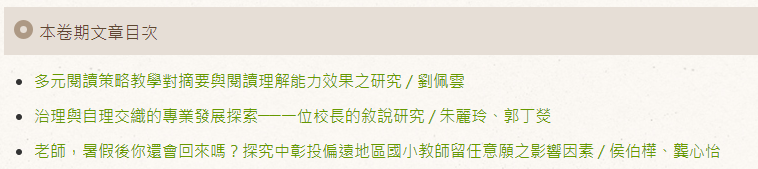 本卷期文章目次
多元閱讀策略教學對摘要與閱讀理解能力效果之研究 / 劉佩雲
治理與自理交織的專業發展探索──一位校長的敘說研究 / 朱麗玲、郭丁熒
老師，暑假後你還會回來嗎？探究中彰投偏遠地區國小教師留任意願之影響因素 / 侯伯樺、龔心怡